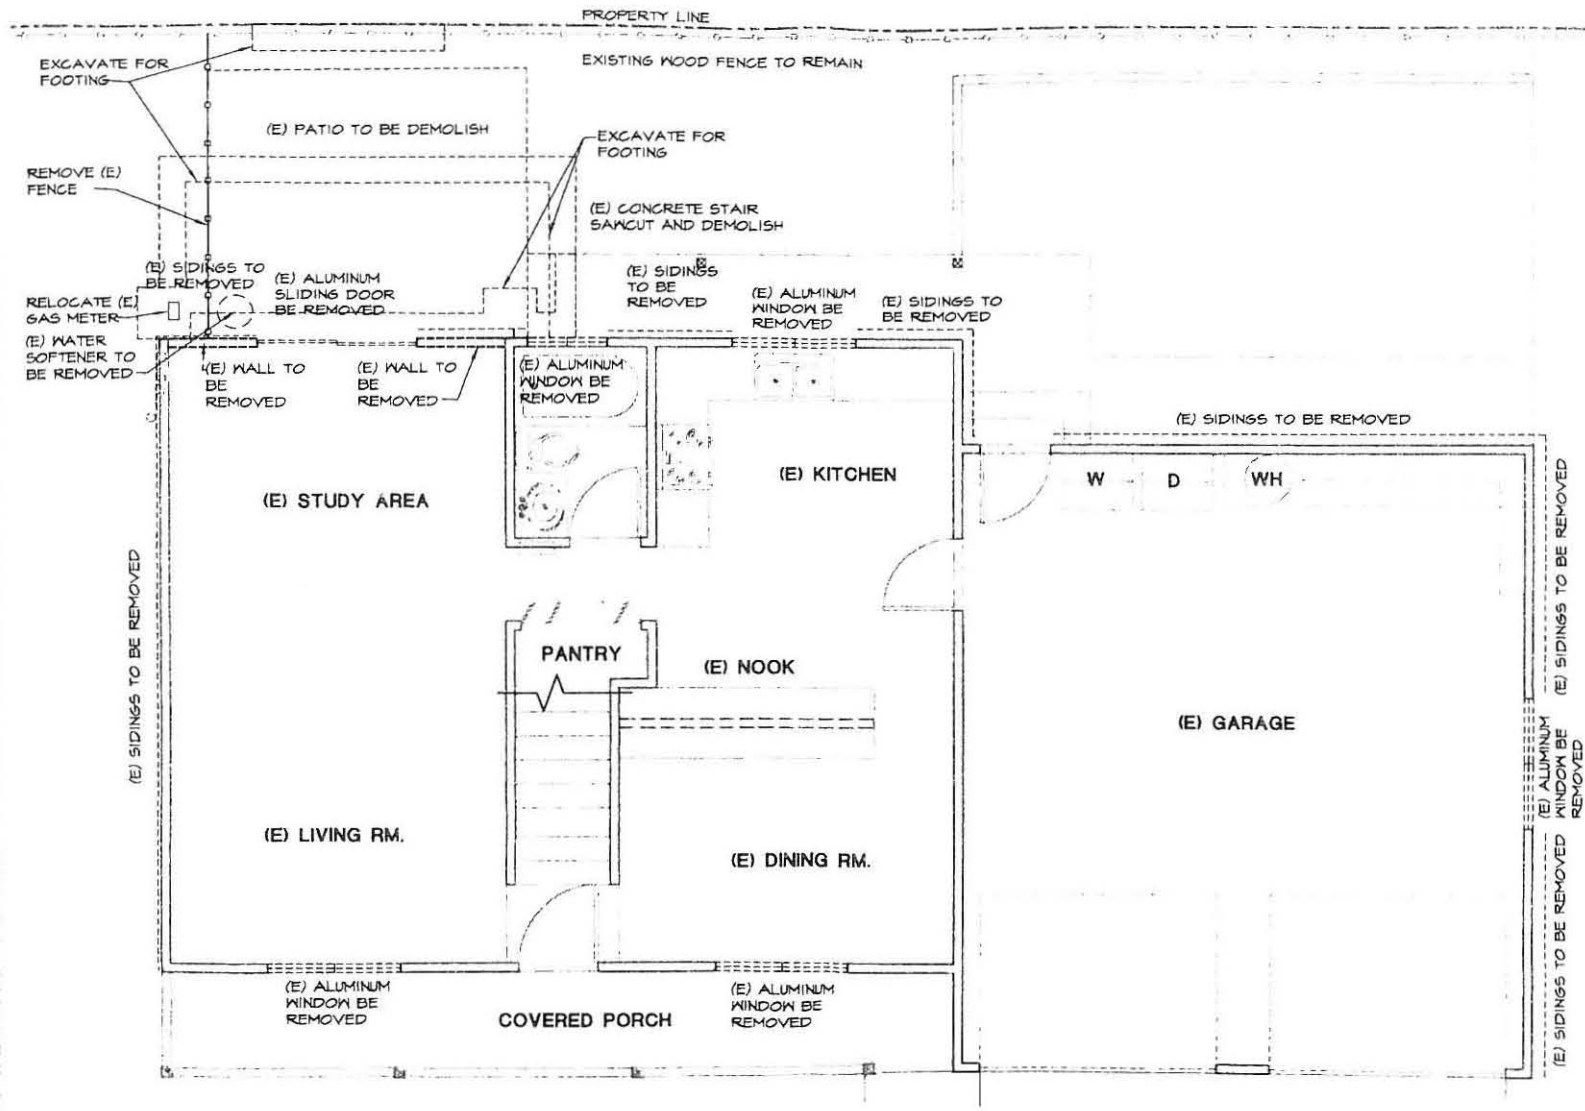 PROPERTY LINE
EXCAVATE FOR
FOOTING
EXISTING WOOD FENCE TO REMAIN
(E) PATIO TO BE DEMOLISH
EXCAVATE FOR
FOOTING
REMOVE (E)
FENCE
(E) CONCRETE STAIR
SAWCUT AND DEMOLISH
(E) SIDINGS TO
BE REMOVED
(E) ALUMINUM
SLIDING DOOR
BE REMOVED
(E) SIDINGS
TO BE
REMOVED
(E) ALUMINUM
WINDOW BE
REMOVED
(E) SIDINGS TO
BE REMOVED
RELOCATE (E)
GAS METER
(E) WATER
SOFTENER TO
BE REMOVED
(E) WALL TO
BE
REMOVED
(E) WALL TO
BE
REMOVED
(E) ALUMINUM
WINDOW BE
REMOVED
(E) SIDINGS TO BE REMOVED
(E) STUDY AREA
(E) KITCHEN
W
D
WH
(E) SIDINGS TO BE REMOVED
(E) SIDINGS TO BE REMOVED
PANTRY
(E) NOOK
(E) GARAGE
(E) ALUMINUM
WINDOW BE
REMOVED
(E) LIVING RM.
(E) DINING RM.
(E) SIDINGS TO BE REMOVED
(E) ALUMINUM
WINDOW BE
REMOVED
COVERED PORCH
(E) ALUMINUM
WINDOW BE
REMOVED